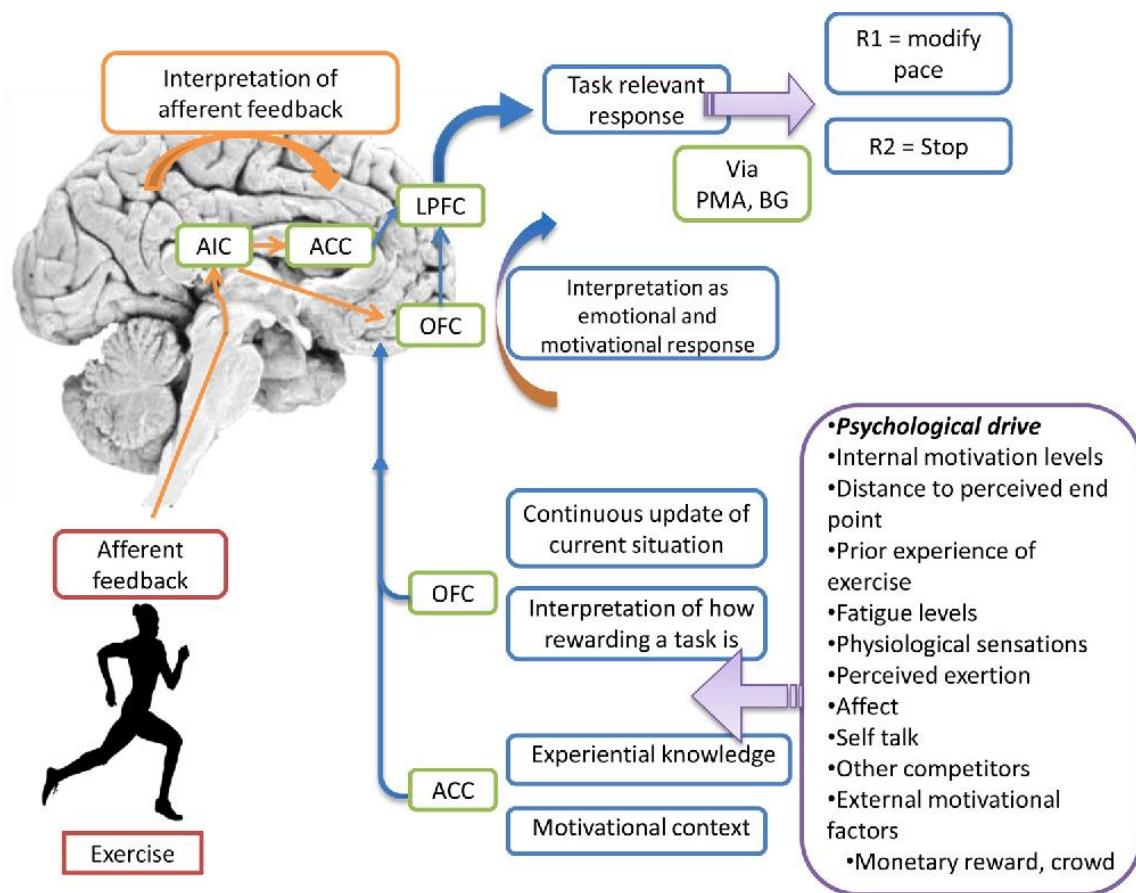 Interpretation of
afferent feedback
Task relevant
response
R1 = modify
pace
R2 = Stop
Via
PMA, BG
LPFC
AIC
ACC
OFC
Interpretation as
emotional and
motivational response
Afferent
feedback
Exercise
Continuous update of
current situation
OFC
Interpretation of how
rewarding a task is
Experiential knowledge
ACC
Motivational context
•Psychological drive
•Internal motivation levels
•Distance to perceived end
point
•Prior experience of
exercise
•Fatigue levels
•Physiological sensations
•Perceived exertion
•Affect
•Self talk
•Other competitors
•External motivational
factors
•Monetary reward, crowd